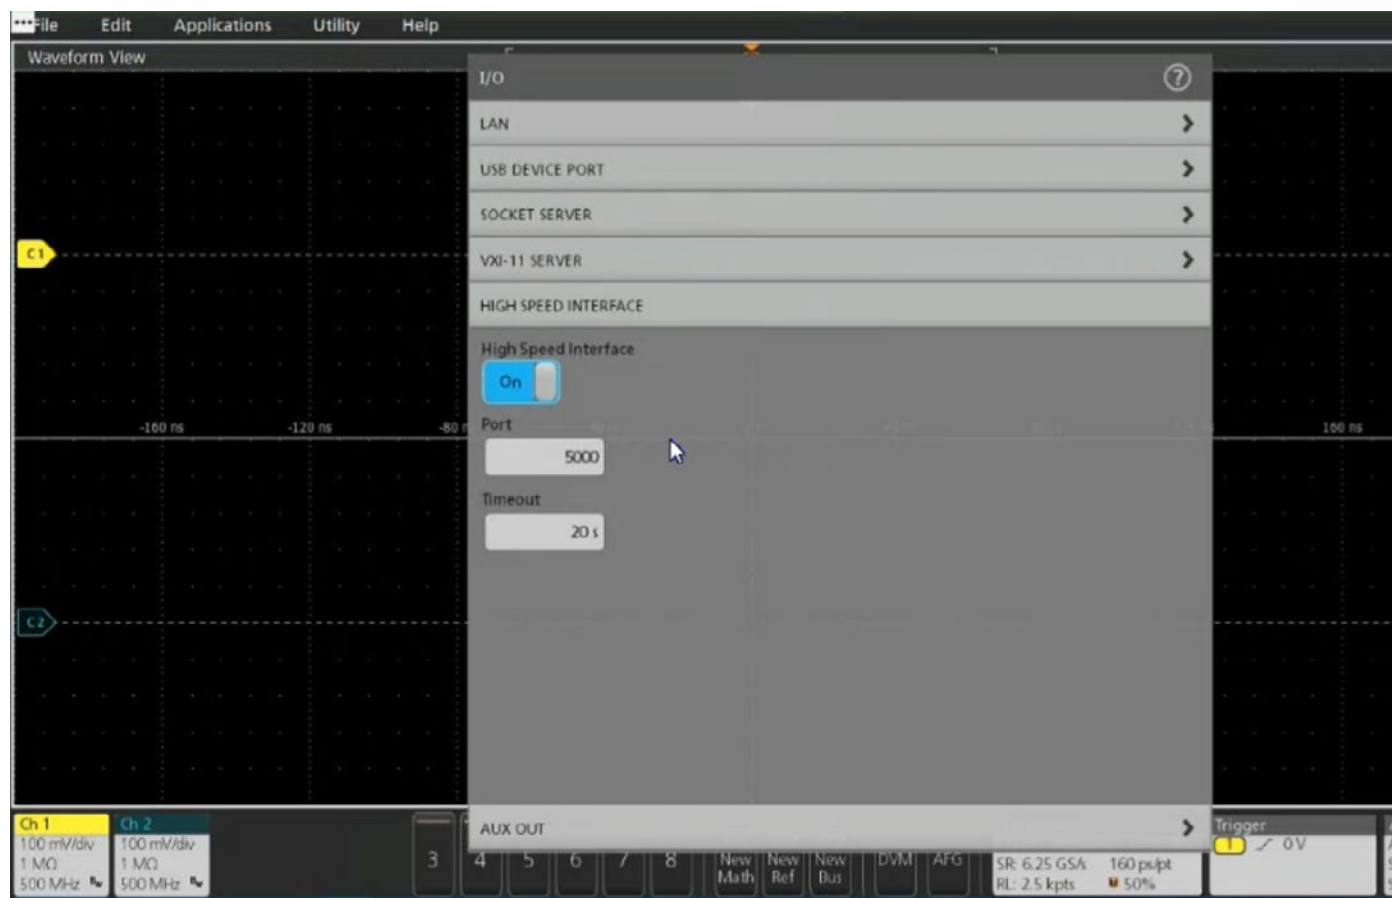 File Edit Applications Utility Help
Waveform View
I/O
?
LAN
USB DEVICE PORT
SOCKET SERVER
VXI-11 SERVER
C1
HIGH SPEED INTERFACE
High Speed Interface
On
-160 ns -120 ns -80 160 ns
Port
5000
Timeout
20 s
C2
AUX OUT
Ch 1
100 mV/div
1 MΩ
500 MHz
Ch 2
100 mV/div
1 MΩ
500 MHz
3 4 5 6 7 8
New Math
New Ref
New Bus
DVM AFG
SR: 6.25 GS/s 160 ps/pt
RL: 2.5 kpts 50%
Trigger
1 0 V